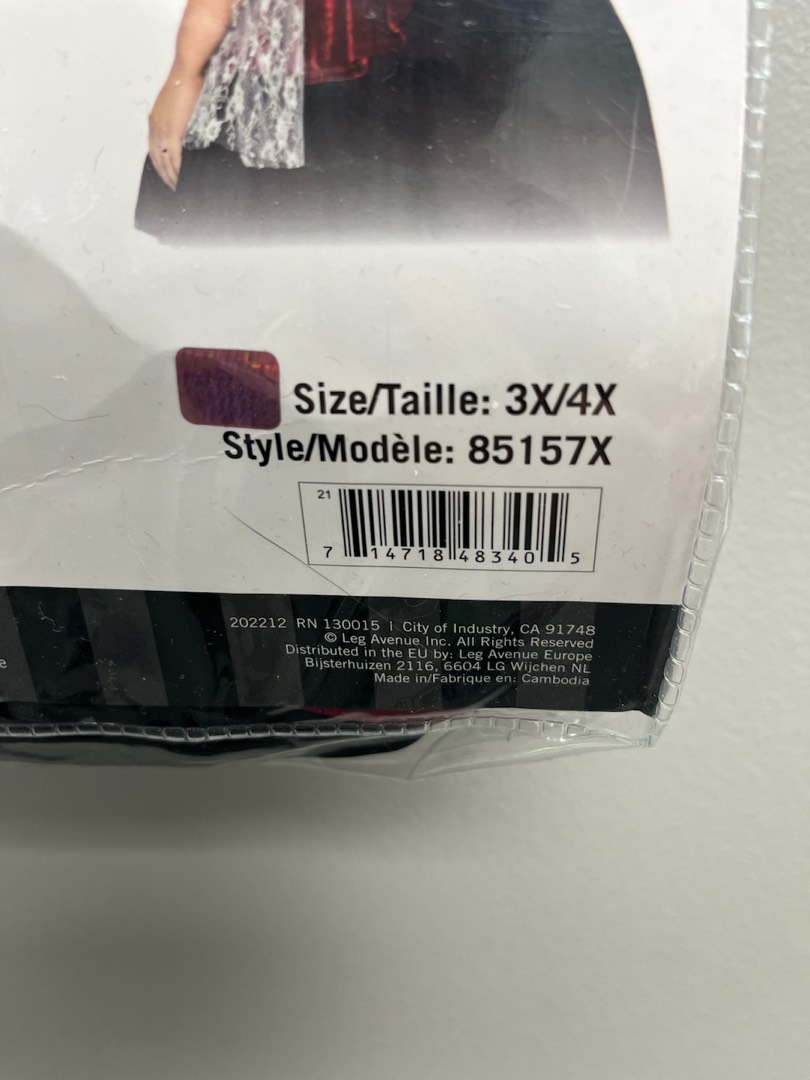 Size/Taille: 3X/4X
Style/Modèle: 85157X
21
7 14718 48340 5
202212 RN 130015 | City of Industry, CA 91748
© Leg Avenue Inc. All Rights Reserved
Distributed in the EU by: Leg Avenue Europe
Bijsterhuizen 2116, 6604 LG Wijchen NL
Made in/Fabrique en: Cambodia